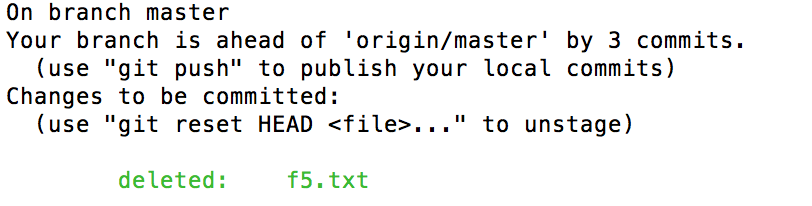 On branch master
Your branch is ahead of 'origin/master' by 3 commits.
  (use "git push" to publish your local commits)
Changes to be committed:
  (use "git reset HEAD <file>..." to unstage)
        deleted:    f5.txt